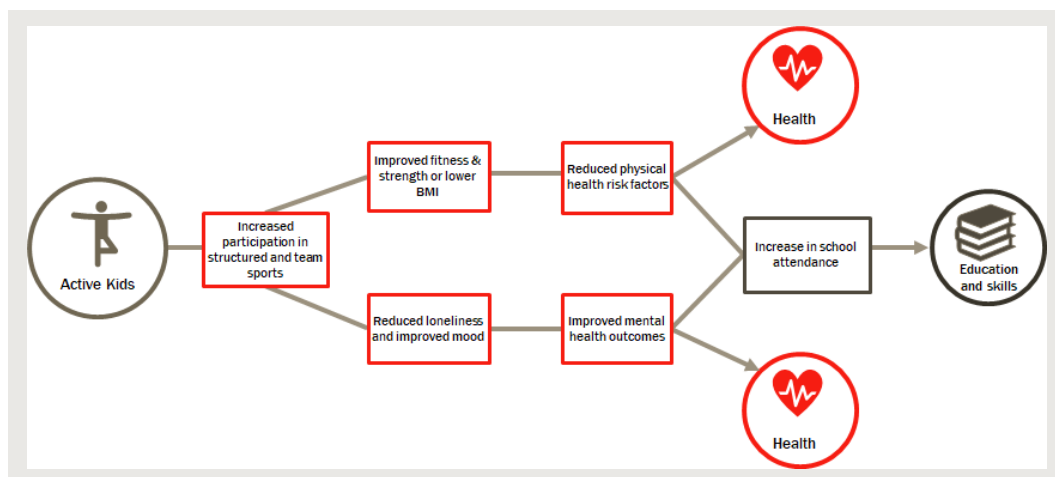 Active Kids
Increased
participation in
structured and team
sports
Improved fitness &
strength or lower
BMI
Reduced physical
health risk factors
Health
Reduced loneliness
and improved mood
Improved mental
health outcomes
Health
Increase in school
attendance
Education
and skills